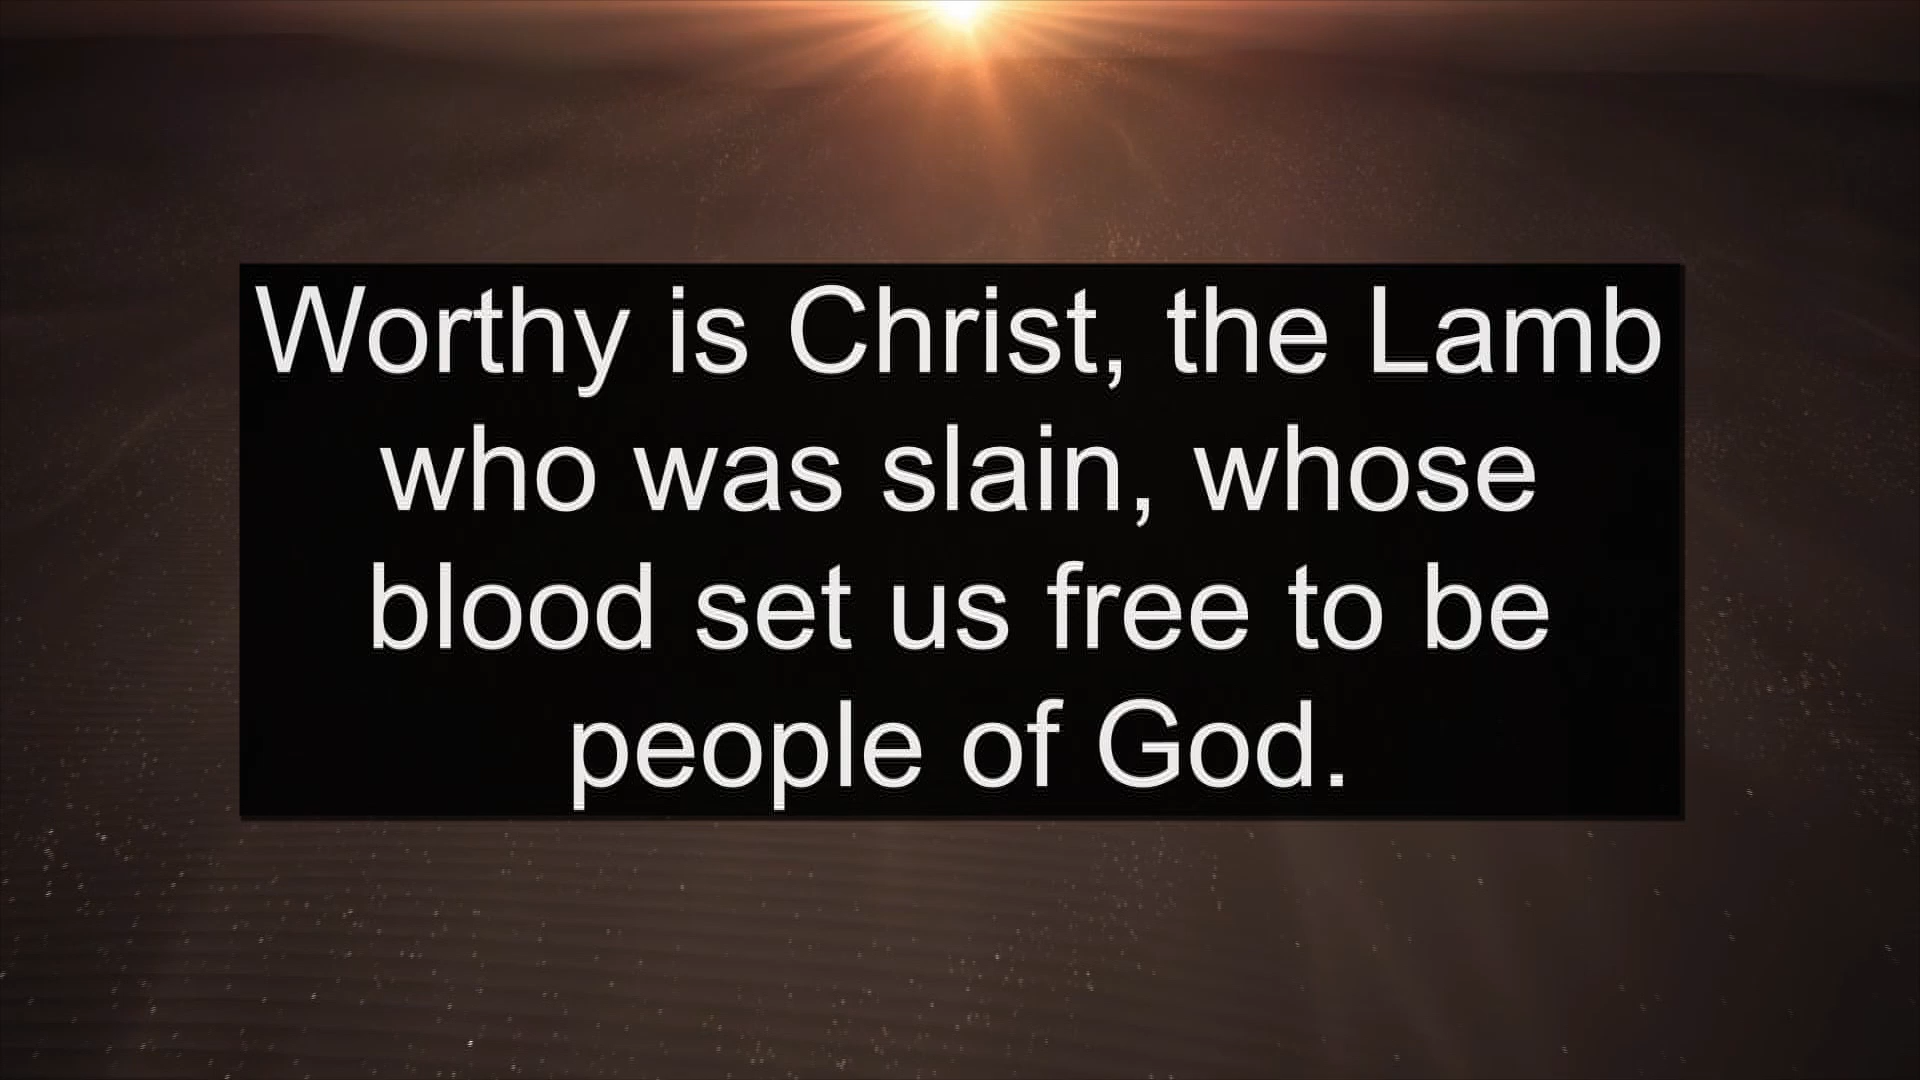 Worthy is Christ, the Lamb
who was slain, whose
blood set us free to be
people of God.